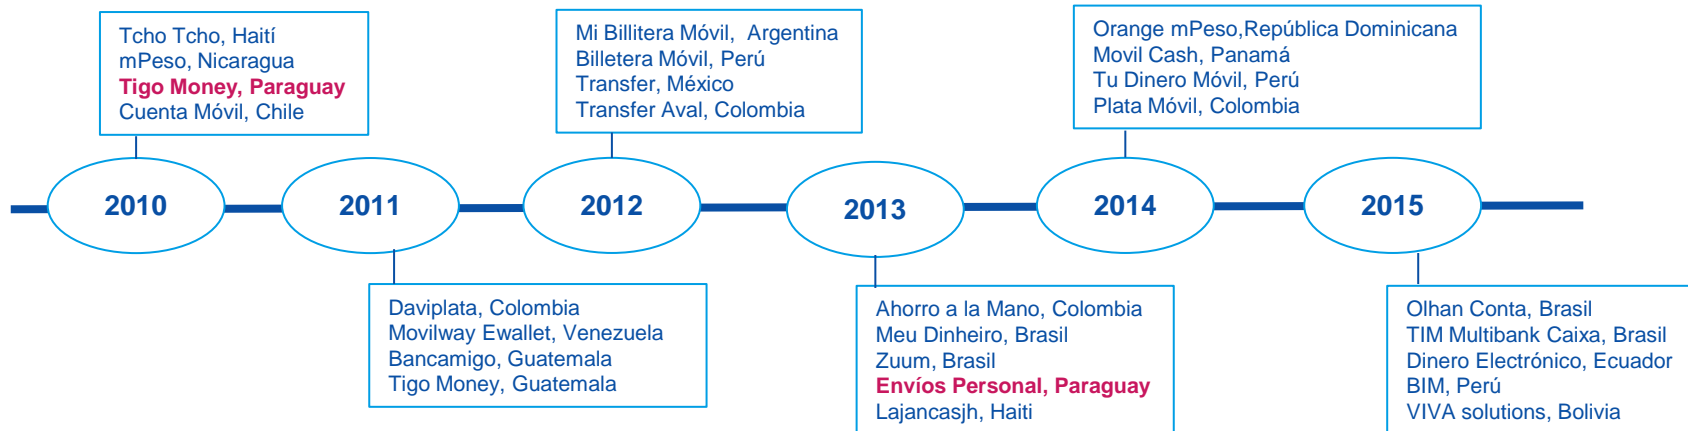 Tcho Tcho, Haití
mPeso, Nicaragua
Tigo Money, Paraguay
Cuenta Móvil, Chile
Mi Billitera Móvil, Argentina
Billetera Móvil, Perú
Transfer, México
Transfer Aval, Colombia
Orange mPeso,República Dominicana
Movil Cash, Panamá
Tu Dinero Móvil, Perú
Plata Móvil, Colombia
2010
2011
2012
2013
2014
2015
Daviplata, Colombia
Movilway Ewallet, Venezuela
Bancamigo, Guatemala
Tigo Money, Guatemala
Ahorro a la Mano, Colombia
Meu Dinheiro, Brasil
Zuum, Brasil
Envíos Personal, Paraguay
Lajancasjh, Haiti
Olhan Conta, Brasil
TIM Multibank Caixa, Brasil
Dinero Electrónico, Ecuador
BIM, Perú
VIVA solutions, Bolivia